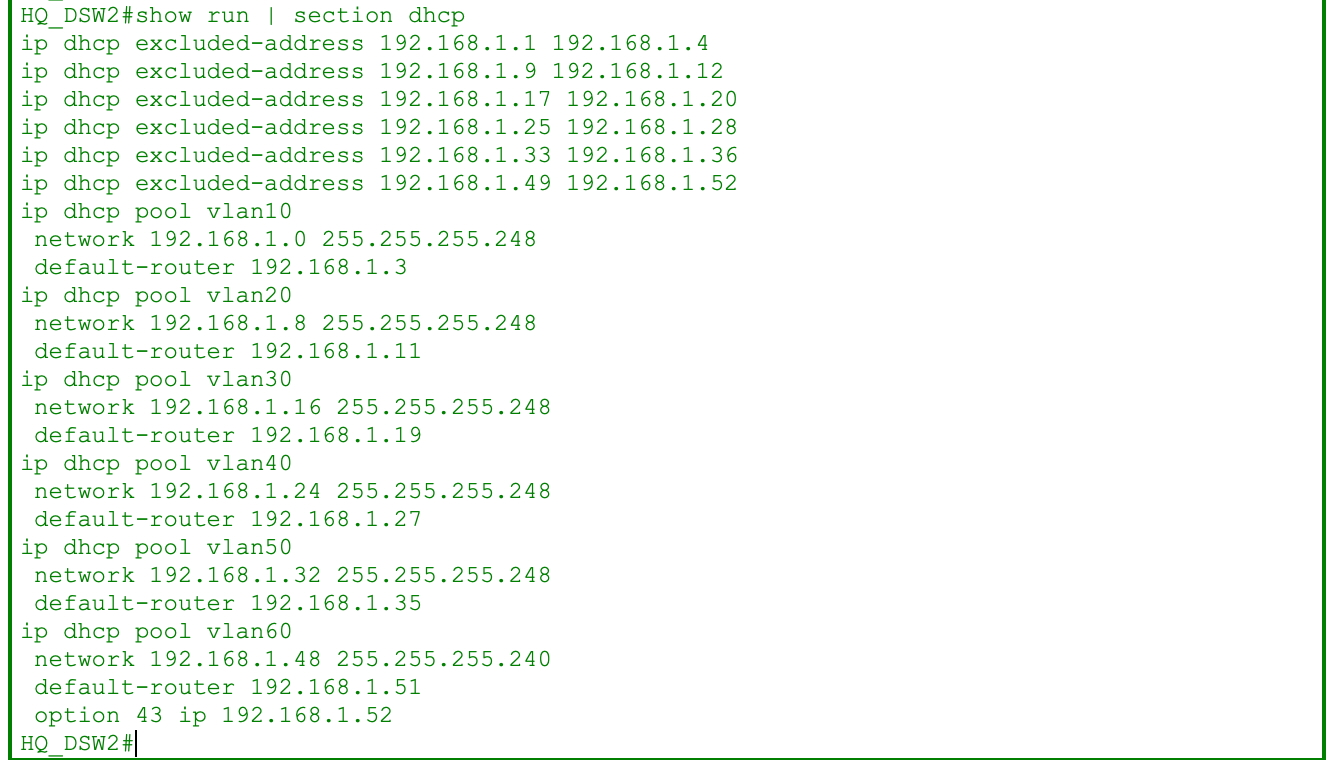 HQ_DSW2#show run | section dhcp
ip dhcp excluded-address 192.168.1.1 192.168.1.4
ip dhcp excluded-address 192.168.1.9 192.168.1.12
ip dhcp excluded-address 192.168.1.17 192.168.1.20
ip dhcp excluded-address 192.168.1.25 192.168.1.28
ip dhcp excluded-address 192.168.1.33 192.168.1.36
ip dhcp excluded-address 192.168.1.49 192.168.1.52
ip dhcp pool vlan10
 network 192.168.1.0 255.255.255.248
 default-router 192.168.1.3
ip dhcp pool vlan20
 network 192.168.1.8 255.255.255.248
 default-router 192.168.1.11
ip dhcp pool vlan30
 network 192.168.1.16 255.255.255.248
 default-router 192.168.1.19
ip dhcp pool vlan40
 network 192.168.1.24 255.255.255.248
 default-router 192.168.1.27
ip dhcp pool vlan50
 network 192.168.1.32 255.255.255.248
 default-router 192.168.1.35
ip dhcp pool vlan60
 network 192.168.1.48 255.255.255.240
 default-router 192.168.1.51
 option 43 ip 192.168.1.52
HQ_DSW2#